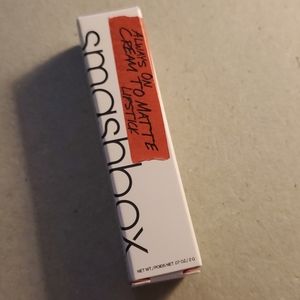 smashbox
ALWAYS ON
CREAM TO MATTE
LIPSTICK
NET WT./POIDS NET .07 OZ / 2 G